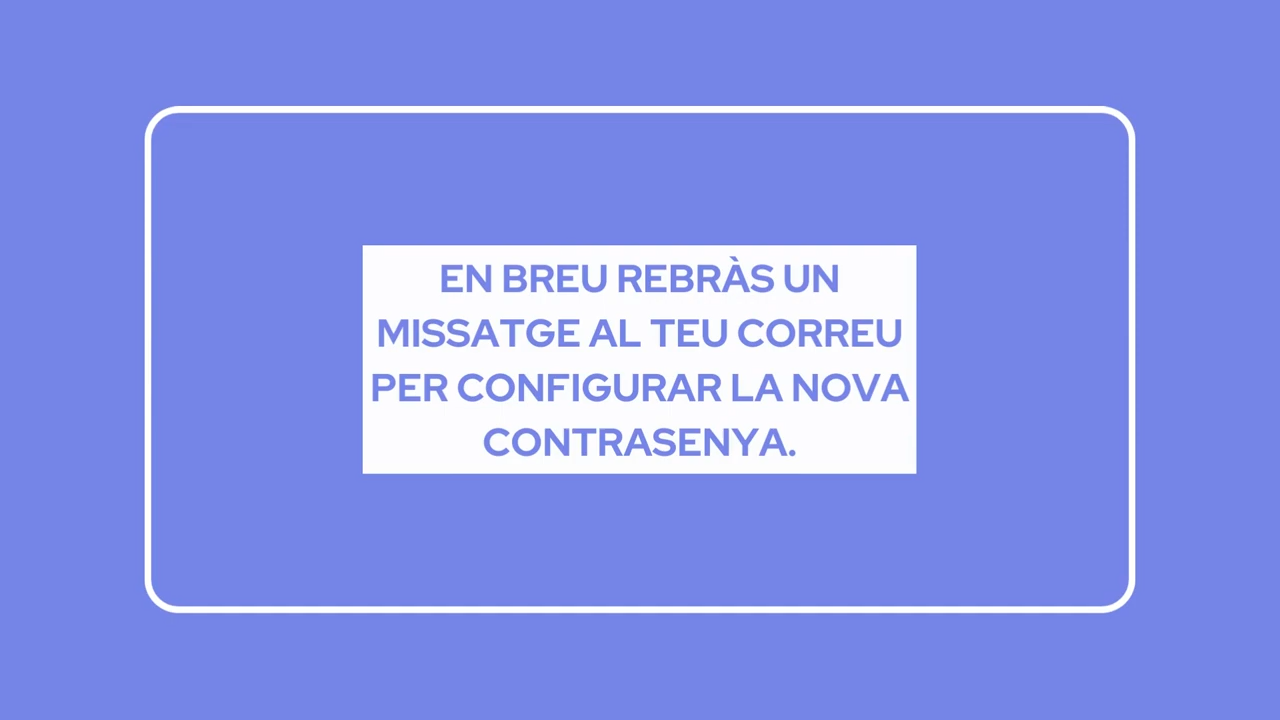 EN BREU REBRÀS UN
MISSATGE AL TEU CORREU
PER CONFIGURAR LA NOVA
CONTRASENYA.